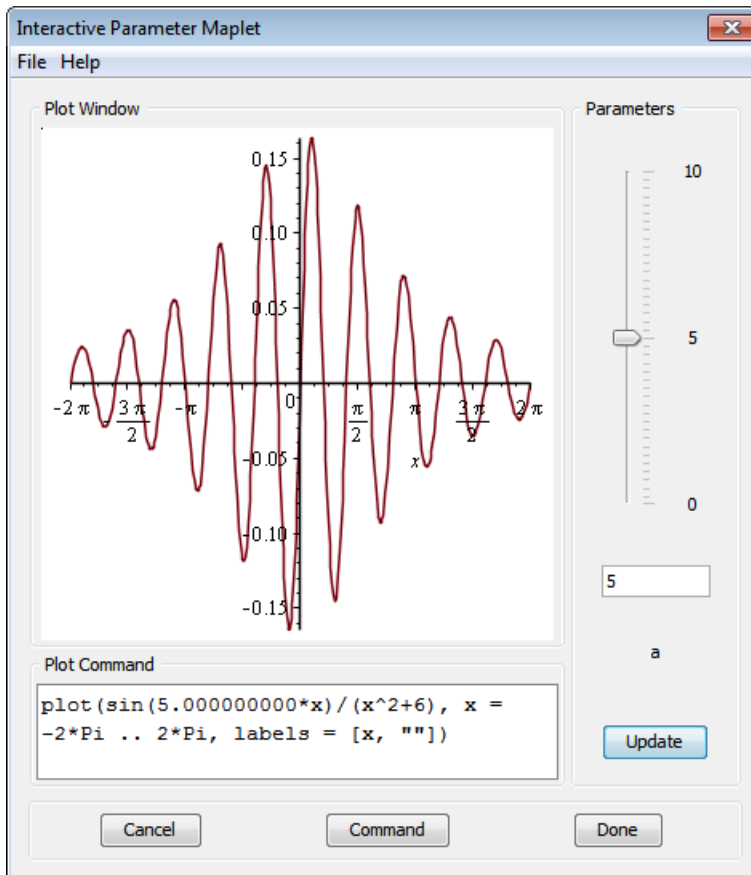 Interactive Parameter Maplet
File Help
Plot Window
0.15
0.10
0.05
0
-0.05
-0.10
-0.15
-2 π
- 3 π
2
-π
π
2
π
3 π
2
2 π
x
Parameters
10
5
0
5
a
Update
Plot Command
plot(sin(5.000000000*x)/(x^2+6), x =
-2*Pi .. 2*Pi, labels = [x, ""])
Cancel
Command
Done